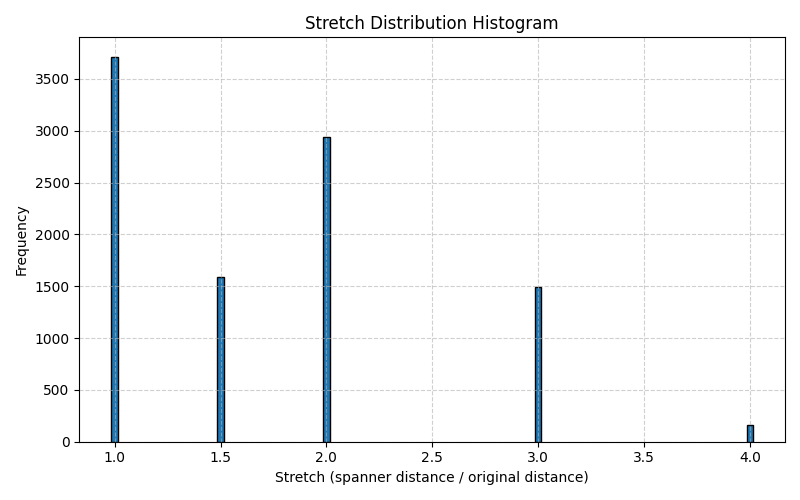 Stretch Distribution Histogram
Frequency
3500
3000
2500
2000
1500
1000
500
0
1.0 1.5 2.0 2.5 3.0 3.5 4.0
Stretch (spanner distance / original distance)